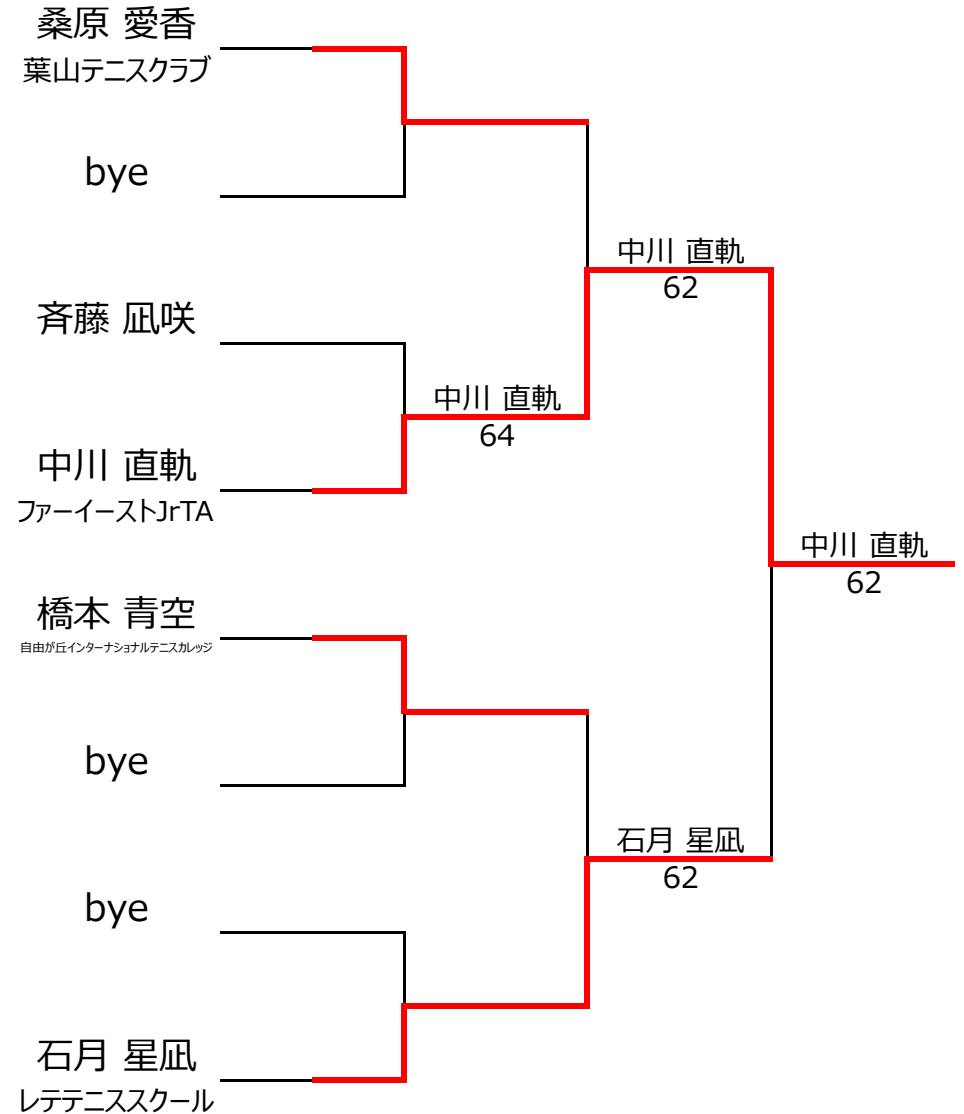 桑原 愛香
葉山テニスクラブ
bye
斉藤 凪咲
中川 直軌
ファーイーストJrTA
橋本 青空
自由が丘インターナショナルテニスカレッジ
bye
bye
石月 星凪
レテテニススクール
中川 直軌
64
中川 直軌
62
石月 星凪
62
中川 直軌
62